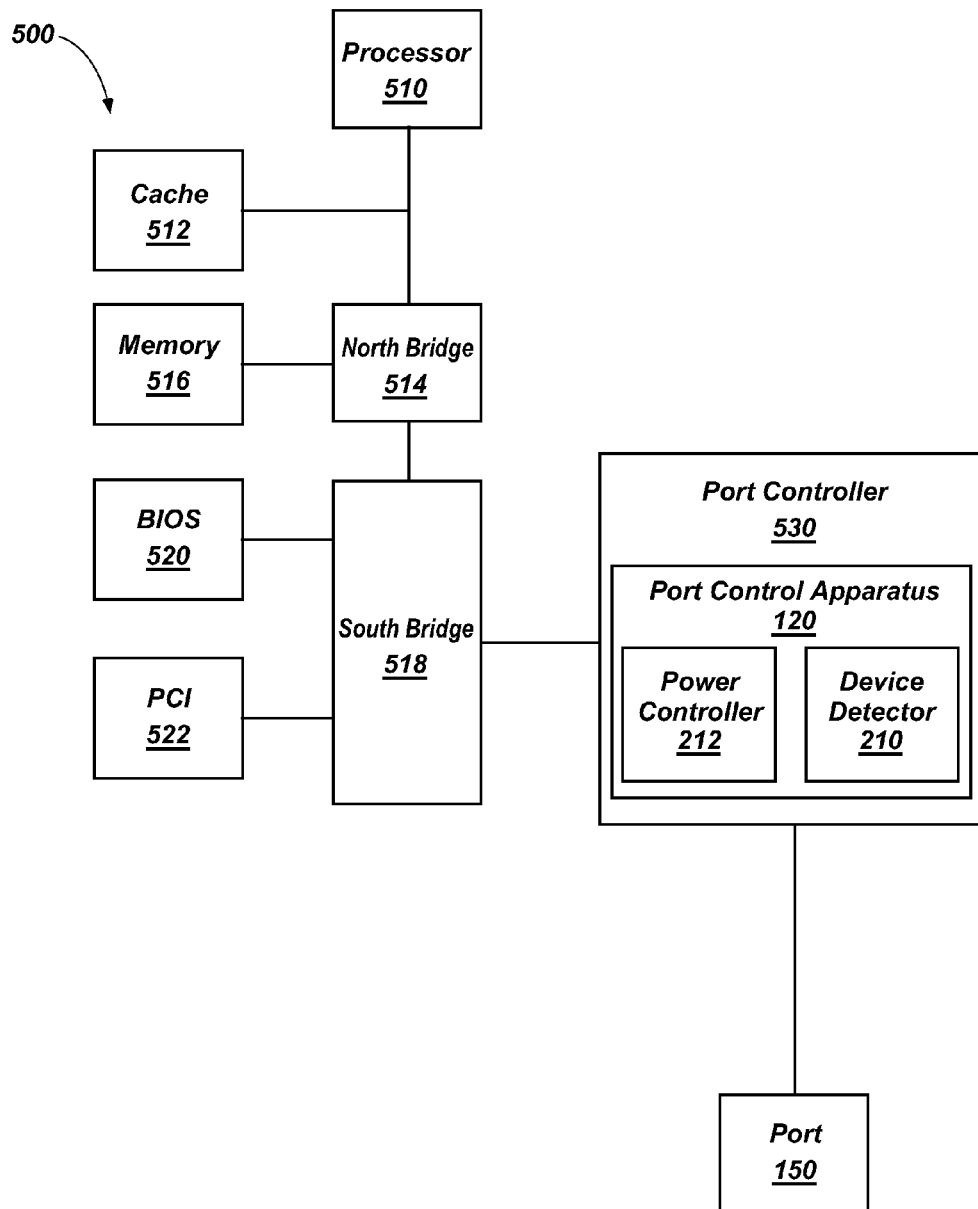 500
Processor
510
Cache
512
Memory
516
North Bridge
514
BIOS
520
South Bridge
518
PCI
522
Port Controller
530
Port Control Apparatus
120
Power
Controller
212
Device
Detector
210
Port
150